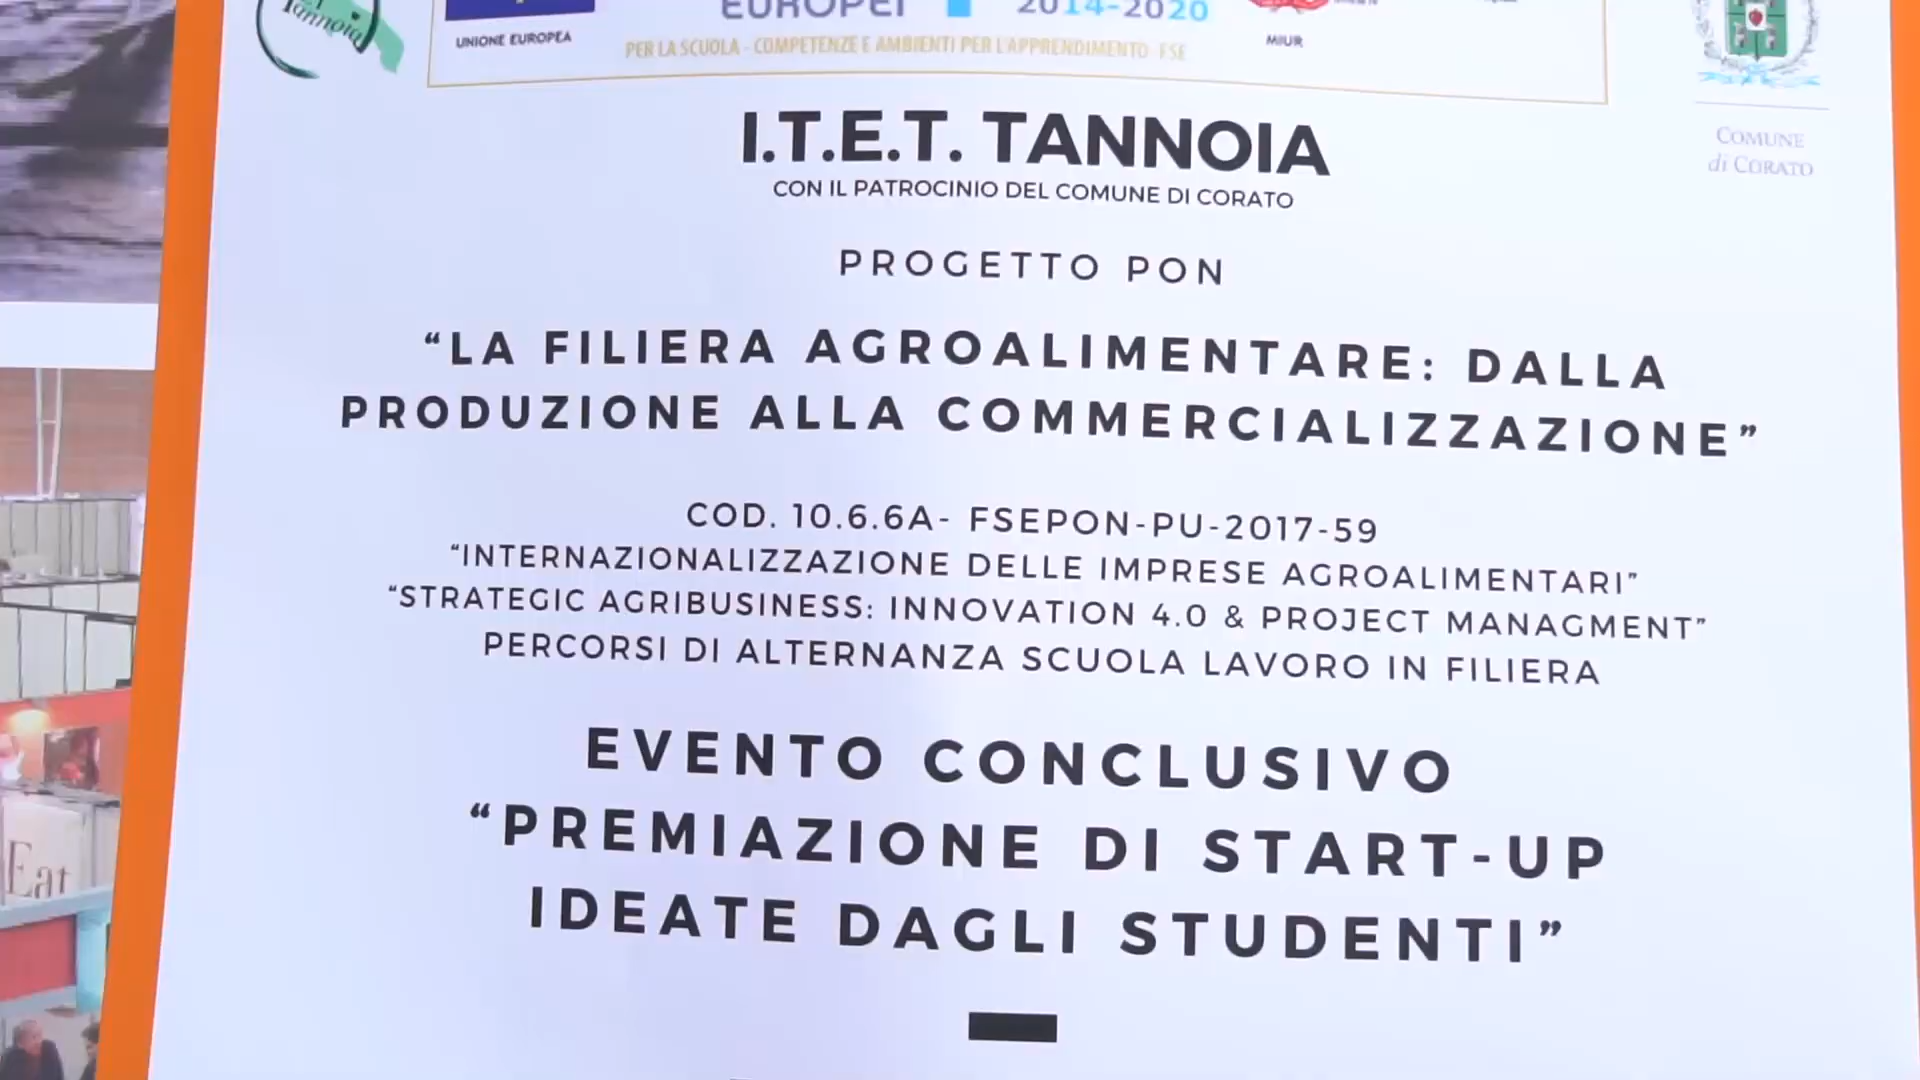 Tannoia
UNIONE EUROPEA
EUROPEI 2014-2020
MIUR
PER LA SCUOLA - COMPETENZE E AMBIENTI PER L'APPRENDIMENTO - FSE
COMUNE
di CORATO
I.T.E.T. TANNOIA
CON IL PATROCINIO DEL COMUNE DI CORATO
PROGETTO PON
“LA FILIERA AGROALIMENTARE: DALLA
PRODUZIONE ALLA COMMERCIALIZZAZIONE”
COD. 10.6.6A- FSEPON-PU-2017-59
“INTERNAZIONALIZZAZIONE DELLE IMPRESE AGROALIMENTARI”
“STRATEGIC AGRIBUSINESS: INNOVATION 4.0 & PROJECT MANAGMENT”
PERCORSI DI ALTERNANZA SCUOLA LAVORO IN FILIERA
EVENTO CONCLUSIVO
“PREMIAZIONE DI START-UP
IDEATE DAGLI STUDENTI”
Eat